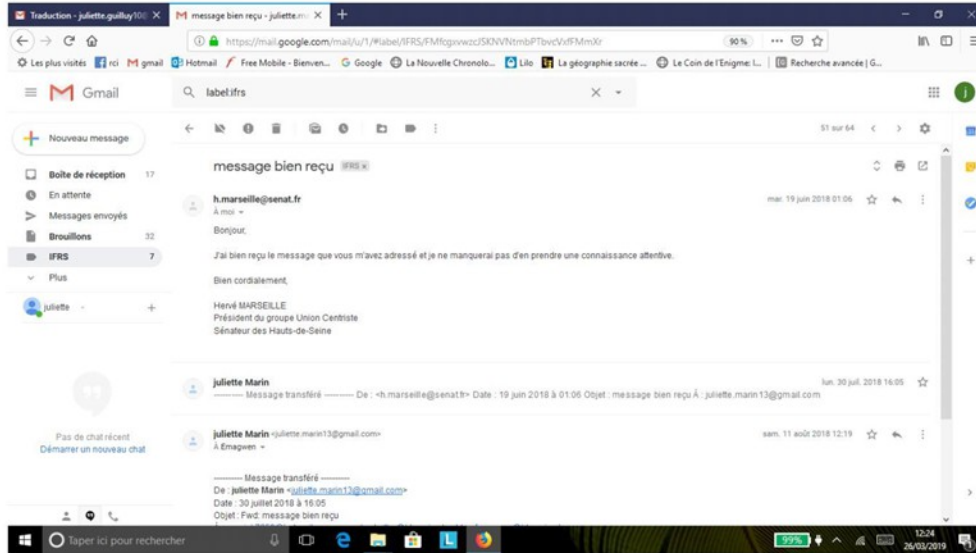 Traduction - juliette.guilluy10
message bien reçu - juliette.m
https://mail.google.com/mail/u/1/#label/IFRS/
90 %
Les plus visités rci gmail Hotmail Free Mobile - Bienven... Google La Nouvelle Chronolo... Lilo La géographie sacrée ... Le Coin de l'Enigme: l... Recherche avancée | G...
Gmail
label:ifrs
j
Nouveau message
51 sur 64
Boîte de réception 17
En attente
Messages envoyés
Brouillons 32
IFRS 7
Plus
juliette
Pas de chat récent
Démarrer un nouveau chat
message bien reçu IFRS x
h.marseille@senat.fr
mar. 19 juin 2018 01:06
À moi
Bonjour,
J'ai bien reçu le message que vous m'avez adressé et je ne manquerai pas d'en prendre une connaissance attentive.
Bien cordialement,
Hervé MARSEILLE
Président du groupe Union Centriste
Sénateur des Hauts-de-Seine
juliette Marin
lun. 30 juil. 2018 16:05
---------- Message transféré ---------- De : <h.marseille@senat.fr> Date : 19 juin 2018 à 01:06 Objet : message bien reçu À : juliette.marin13@gmail.com
juliette Marin <juliette.marin13@gmail.com>
sam. 11 août 2018 12:19
À Emagwen
---------- Message transféré ----------
De : juliette Marin <juliette.marin13@gmail.com>
Date : 30 juillet 2018 à 16:05
Objet : Fwd: message bien reçu
Taper ici pour rechercher
99%
12:24
26/03/2019